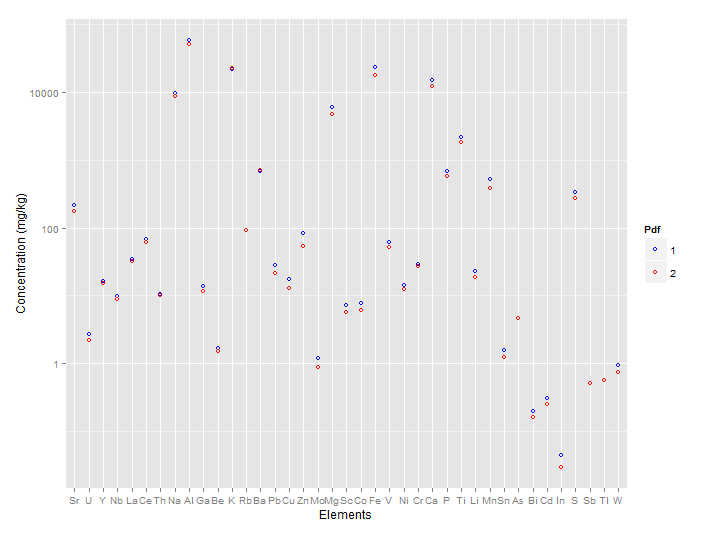 10000
100
1
Concentration (mg/kg)
Sr U Y Nb La Ce Th Na Al Ga Be K Rb Ba Pb Cu Zn Mo Mg Sc Co Fe V Ni Cr Ca P Ti Li Mn Sn As Bi Cd In S Sb Tl W
Elements
Pdf
1
2